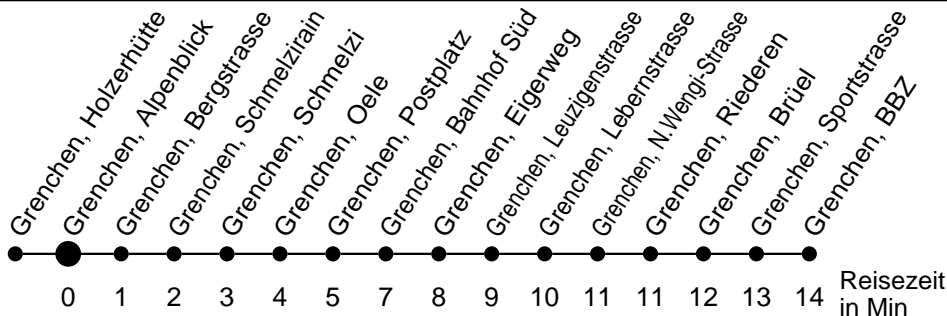 Grenchen, Holzerhütte
Grenchen, Alpenblick
Grenchen, Bergstrasse
Grenchen, Schmelzirain
Grenchen, Schmelzi
Grenchen, Oele
Grenchen, Postplatz
Grenchen, Bahnhof Süd
Grenchen, Eigerweg
Grenchen, Leuzigenstrasse
Grenchen, Lebernstrasse
Grenchen, N.Wengi-Strasse
Grenchen, Riederen
Grenchen, Brüel
Grenchen, Sportstrasse
Grenchen, BBZ
0 1 2 3 4 5 7 8 9 10 11 11 12 13 14
Reisezeit
in Min